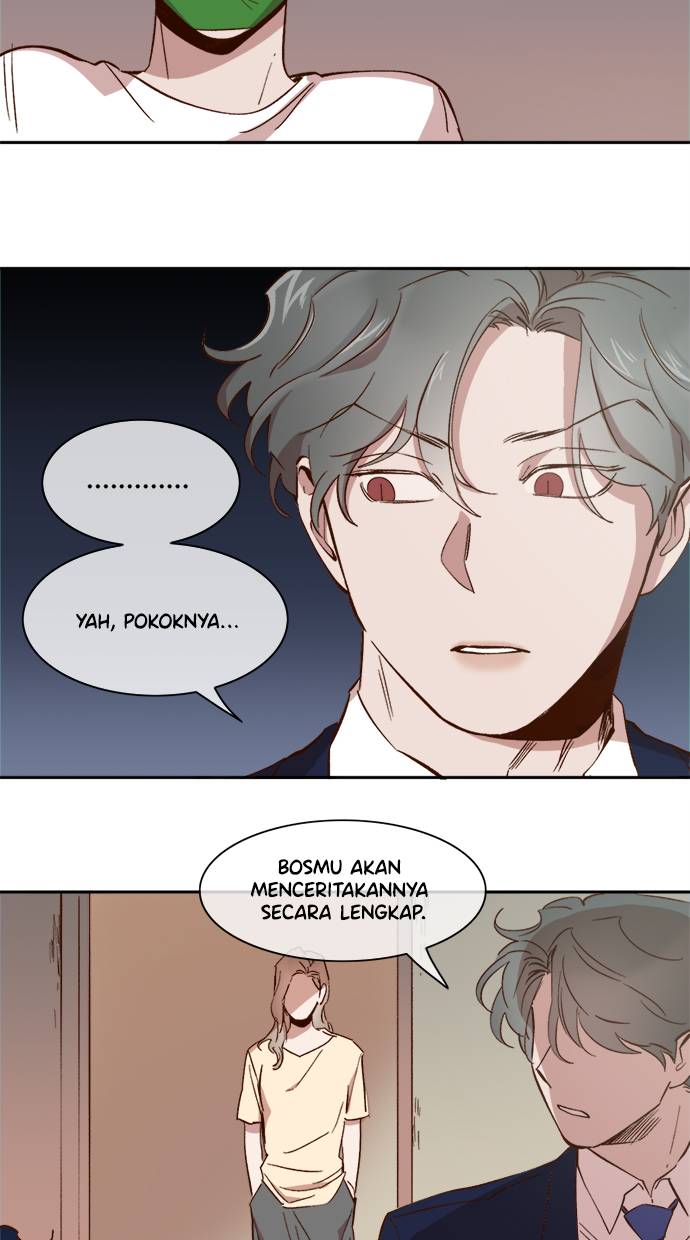 .............
YAH, POKOKNYA...
BOSMU AKAN
MENCERITAKANNYA
SECARA LENGKAP.